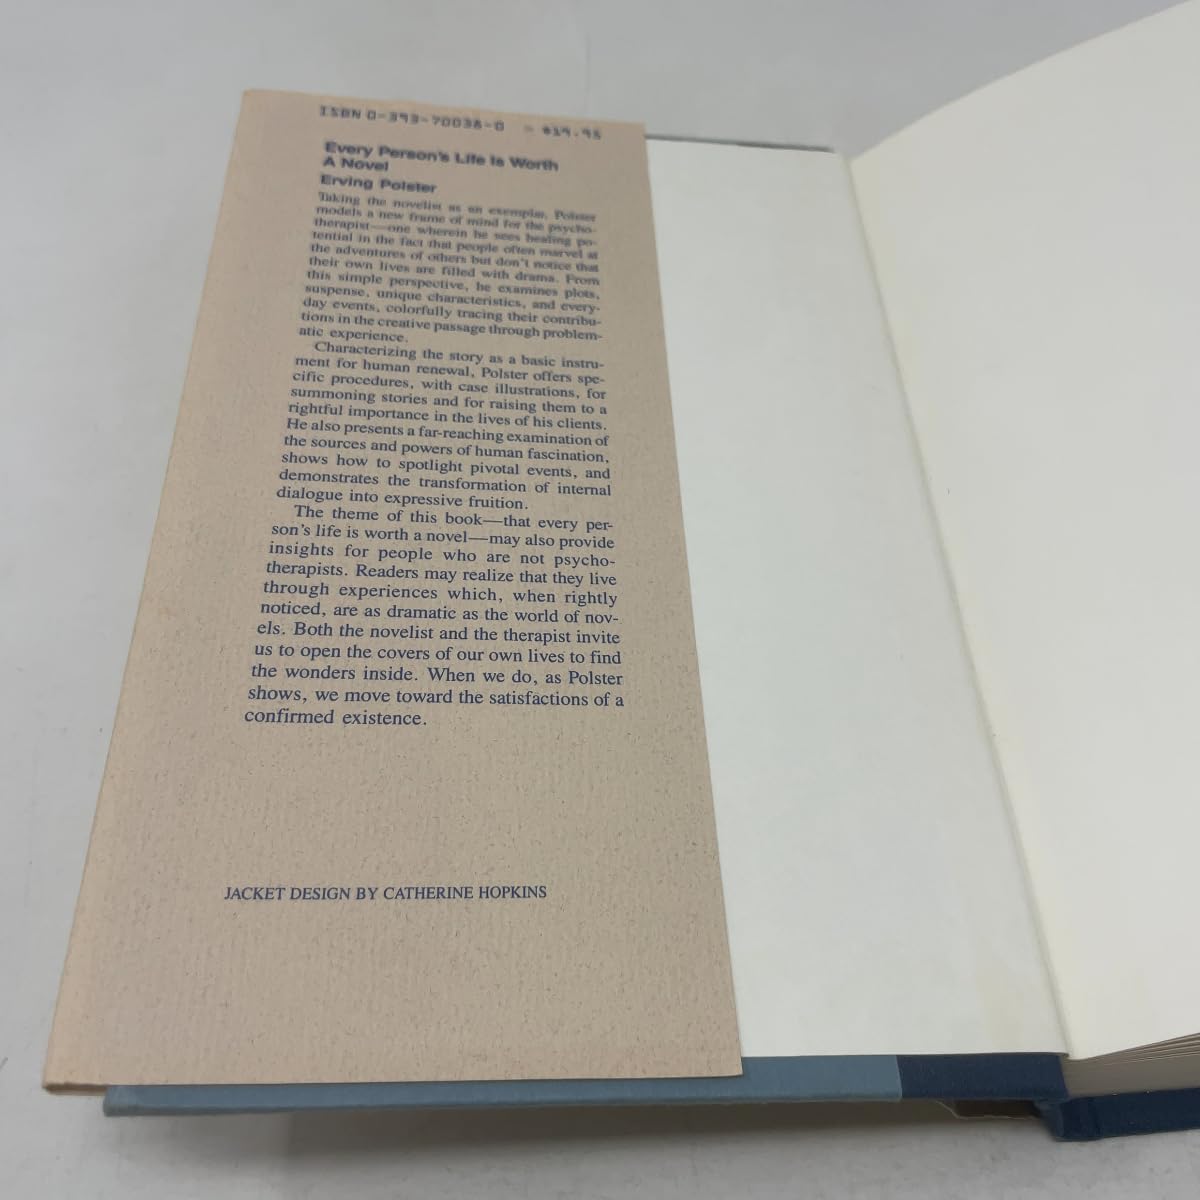 ISBN 0-393-70038-0 $19.95
Every Person's Life Is Worth
A Novel
Erving Polster
Taking the novelist as an exemplar, Polster
models a new frame of mind for the psycho-
therapist—one wherein he sees healing po-
tential in the fact that people often marvel at
the adventures of others but don't notice that
their own lives are filled with drama. From
this simple perspective, he examines plots,
suspense, unique characteristics, and every-
day events, colorfully tracing their contribu-
tions in the creative passage through problem-
atic experience.
Characterizing the story as a basic instru-
ment for human renewal, Polster offers spe-
cific procedures, with case illustrations, for
summoning stories and for raising them to a
rightful importance in the lives of his clients.
He also presents a far-reaching examination of
the sources and powers of human fascination,
shows how to spotlight pivotal events, and
demonstrates the transformation of internal
dialogue into expressive fruition.
The theme of this book—that every per-
son's life is worth a novel—may also provide
insights for people who are not psycho-
therapists. Readers may realize that they live
through experiences which, when rightly
noticed, are as dramatic as the world of nov-
els. Both the novelist and the therapist invite
us to open the covers of our own lives to find
the wonders inside. When we do, as Polster
shows, we move toward the satisfactions of a
confirmed existence.
JACKET DESIGN BY CATHERINE HOPKINS